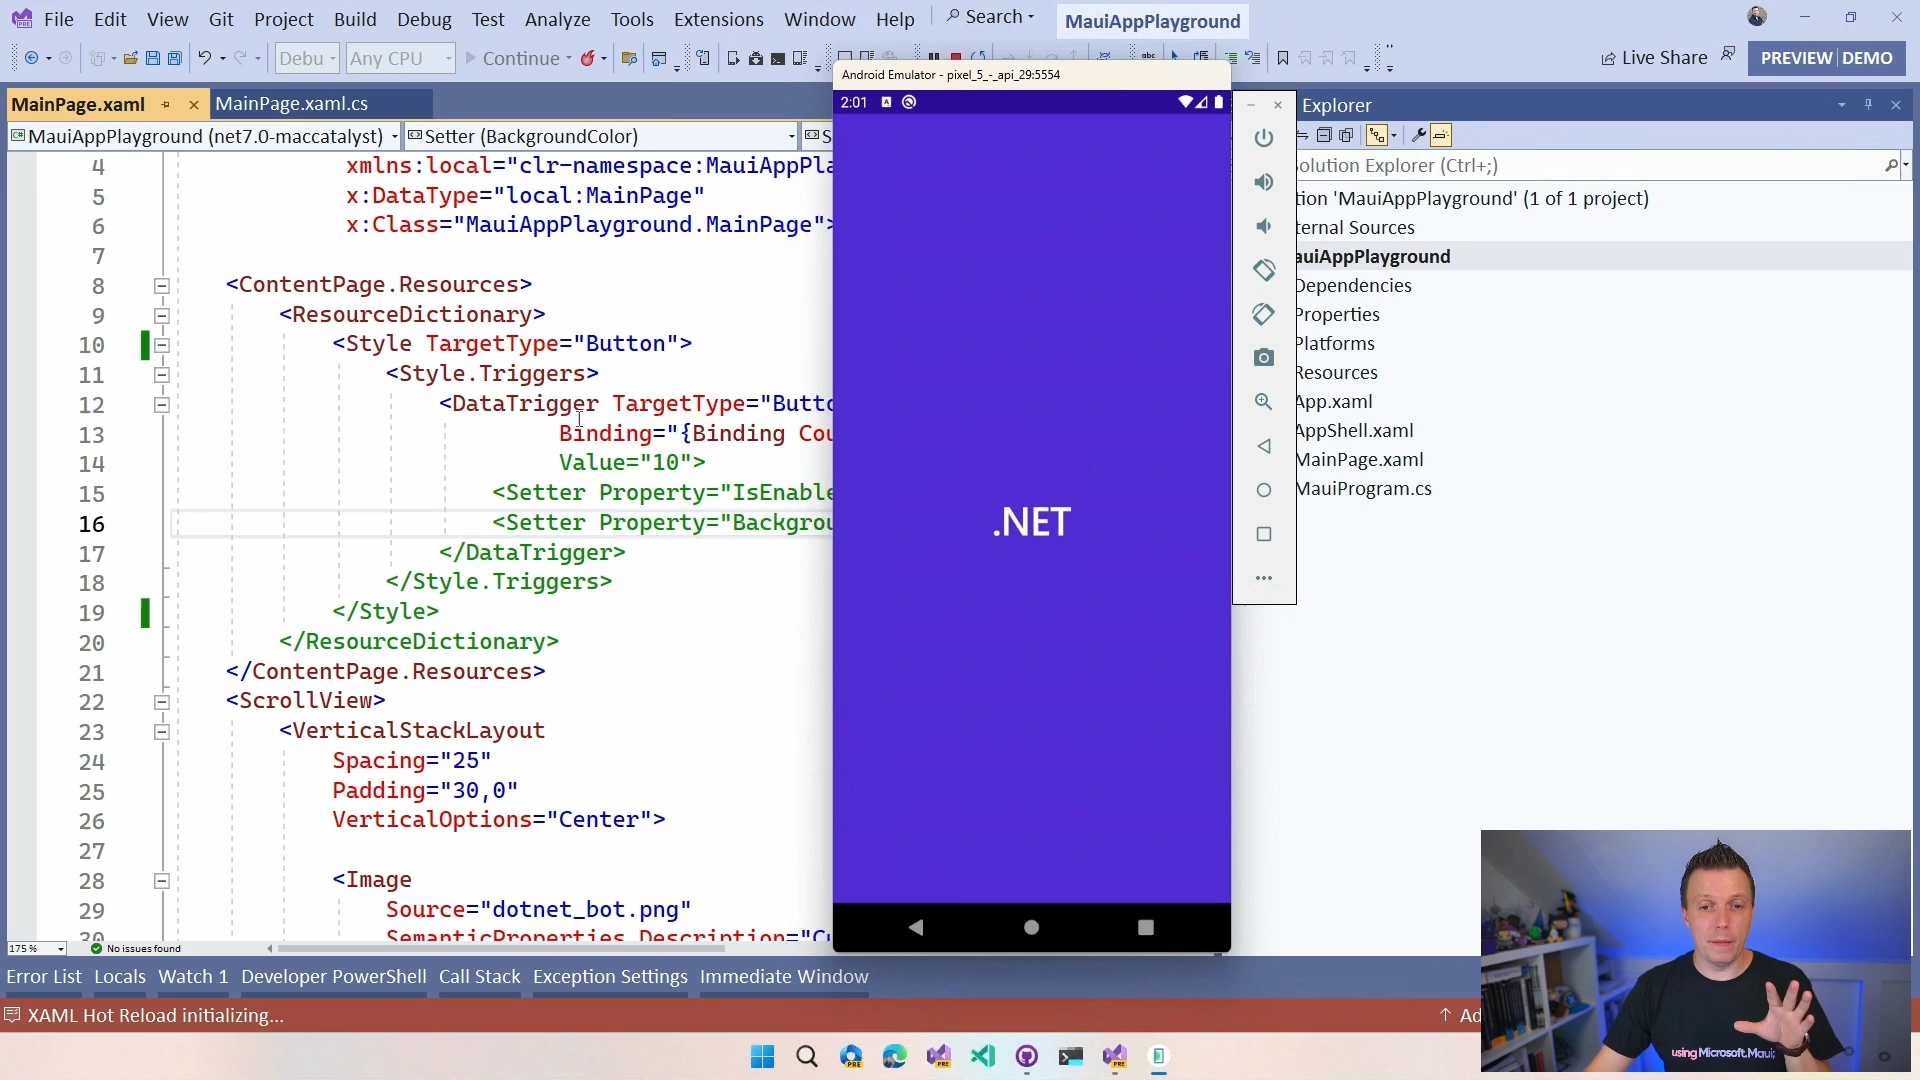 File Edit View Git Project Build Debug Test Analyze Tools Extensions Window Help Search MauiAppPlayground
Debu Any CPU Continue Live Share PREVIEW DEMO
MainPage.xaml MainPage.xaml.cs
MauiAppPlayground (net7.0-maccatalyst) Setter (BackgroundColor)
4 xmlns:local="clr-namespace:MauiAppPla
5 x:DataType="local:MainPage"
6 x:Class="MauiAppPlayground.MainPage">
7
8 <ContentPage.Resources>
9 <ResourceDictionary>
10 <Style TargetType="Button">
11 <Style.Triggers>
12 <DataTrigger TargetType="Butto
13 Binding="{Binding Cou
14 Value="10">
15 <Setter Property="IsEnable
16 <Setter Property="Backgrou
17 </DataTrigger>
18 </Style.Triggers>
19 </Style>
20 </ResourceDictionary>
21 </ContentPage.Resources>
22 <ScrollView>
23 <VerticalStackLayout
24 Spacing="25"
25 Padding="30,0"
26 VerticalOptions="Center">
27
28 <Image
29 Source="dotnet_bot.png"
30 SemanticProperties.Description="Cu
175 % No issues found
Android Emulator - pixel_5_-_api_29:5554
2:01
.NET
Explorer
olution Explorer (Ctrl+;)
tion 'MauiAppPlayground' (1 of 1 project)
ternal Sources
auiAppPlayground
Dependencies
Properties
Platforms
Resources
App.xaml
AppShell.xaml
MainPage.xaml
MauiProgram.cs
Error List Locals Watch 1 Developer PowerShell Call Stack Exception Settings Immediate Window
XAML Hot Reload initializing...
Ad
using Microsoft.Maui;
PRE PRE PRE